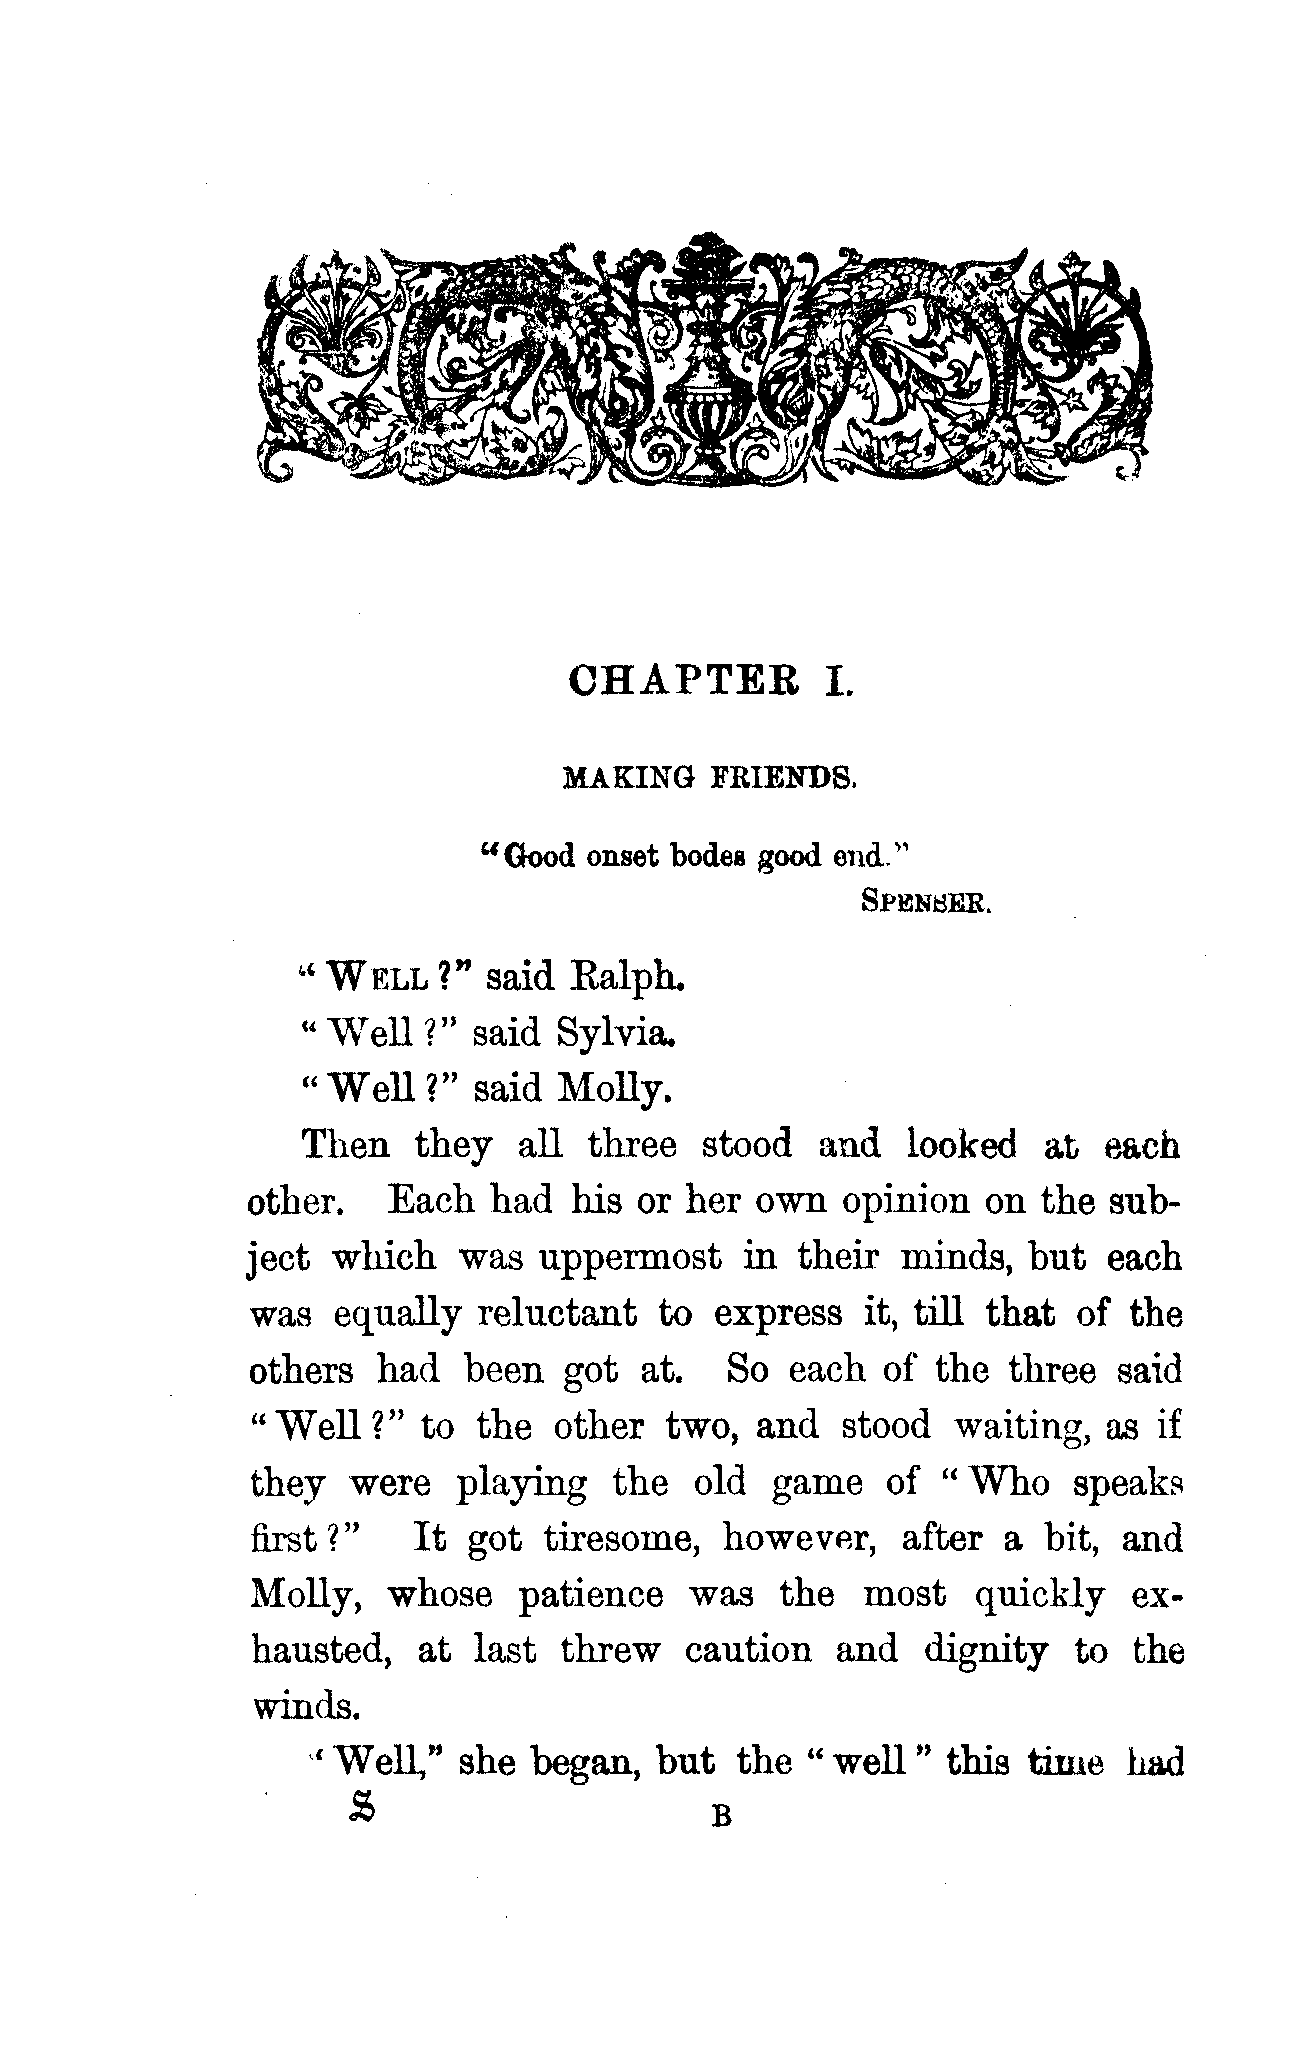 CHAPTER I.
MAKING FRIENDS.
"Good onset bodes good end."
SPENSER.
"WELL?" said Ralph.
"Well?" said Sylvia.
"Well?" said Molly.
Then they all three stood and looked at each
other. Each had his or her own opinion on the sub-
ject which was uppermost in their minds, but each
was equally reluctant to express it, till that of the
others had been got at. So each of the three said
"Well?" to the other two, and stood waiting, as if
they were playing the old game of "Who speaks
first?" It got tiresome, however, after a bit, and
Molly, whose patience was the most quickly ex-
hausted, at last threw caution and dignity to the
winds.
"Well," she began, but the "well" this time had
S B